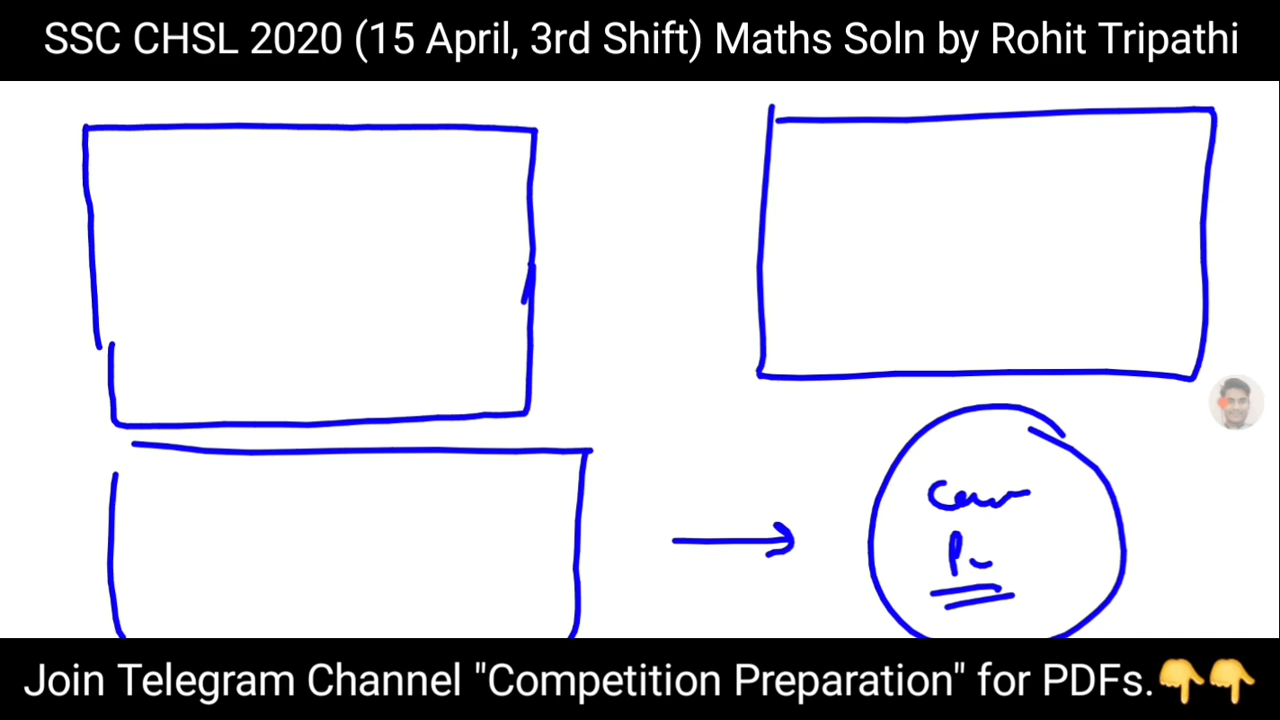 SSC CHSL 2020 (15 April, 3rd Shift) Maths Soln by Rohit Tripathi
Join Telegram Channel "Competition Preparation" for PDFs.👇👇